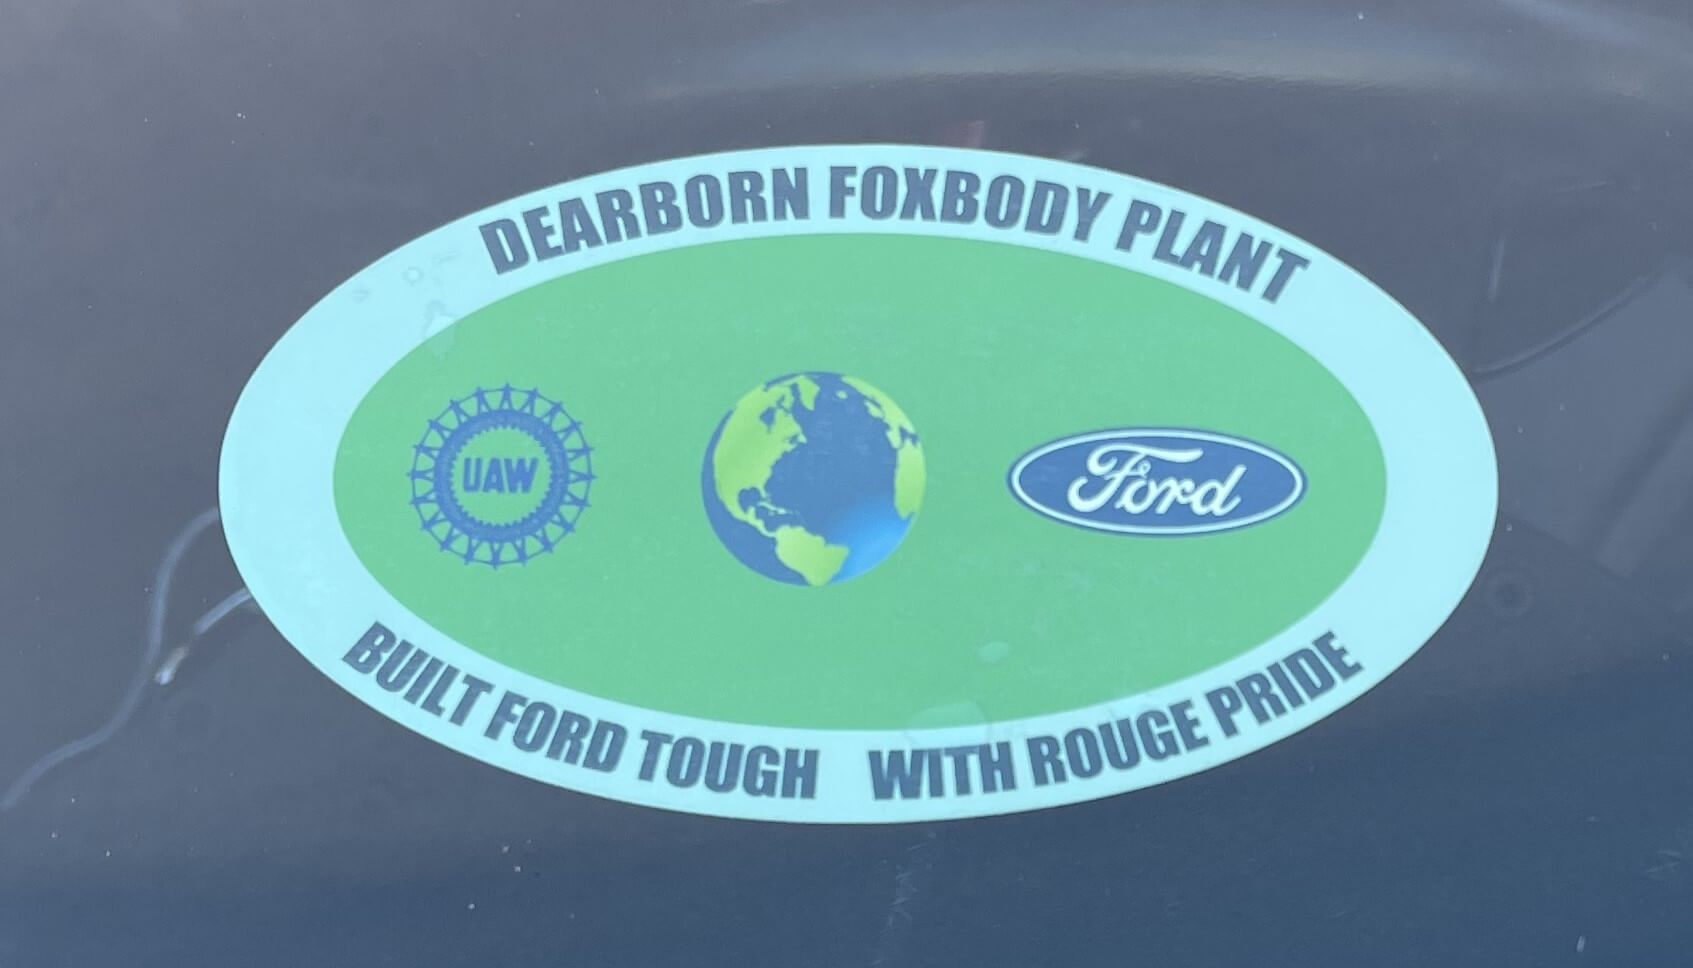 DEARBORN FOXBODY PLANT
UAW
Ford
BUILT FORD TOUGH WITH ROUGE PRIDE